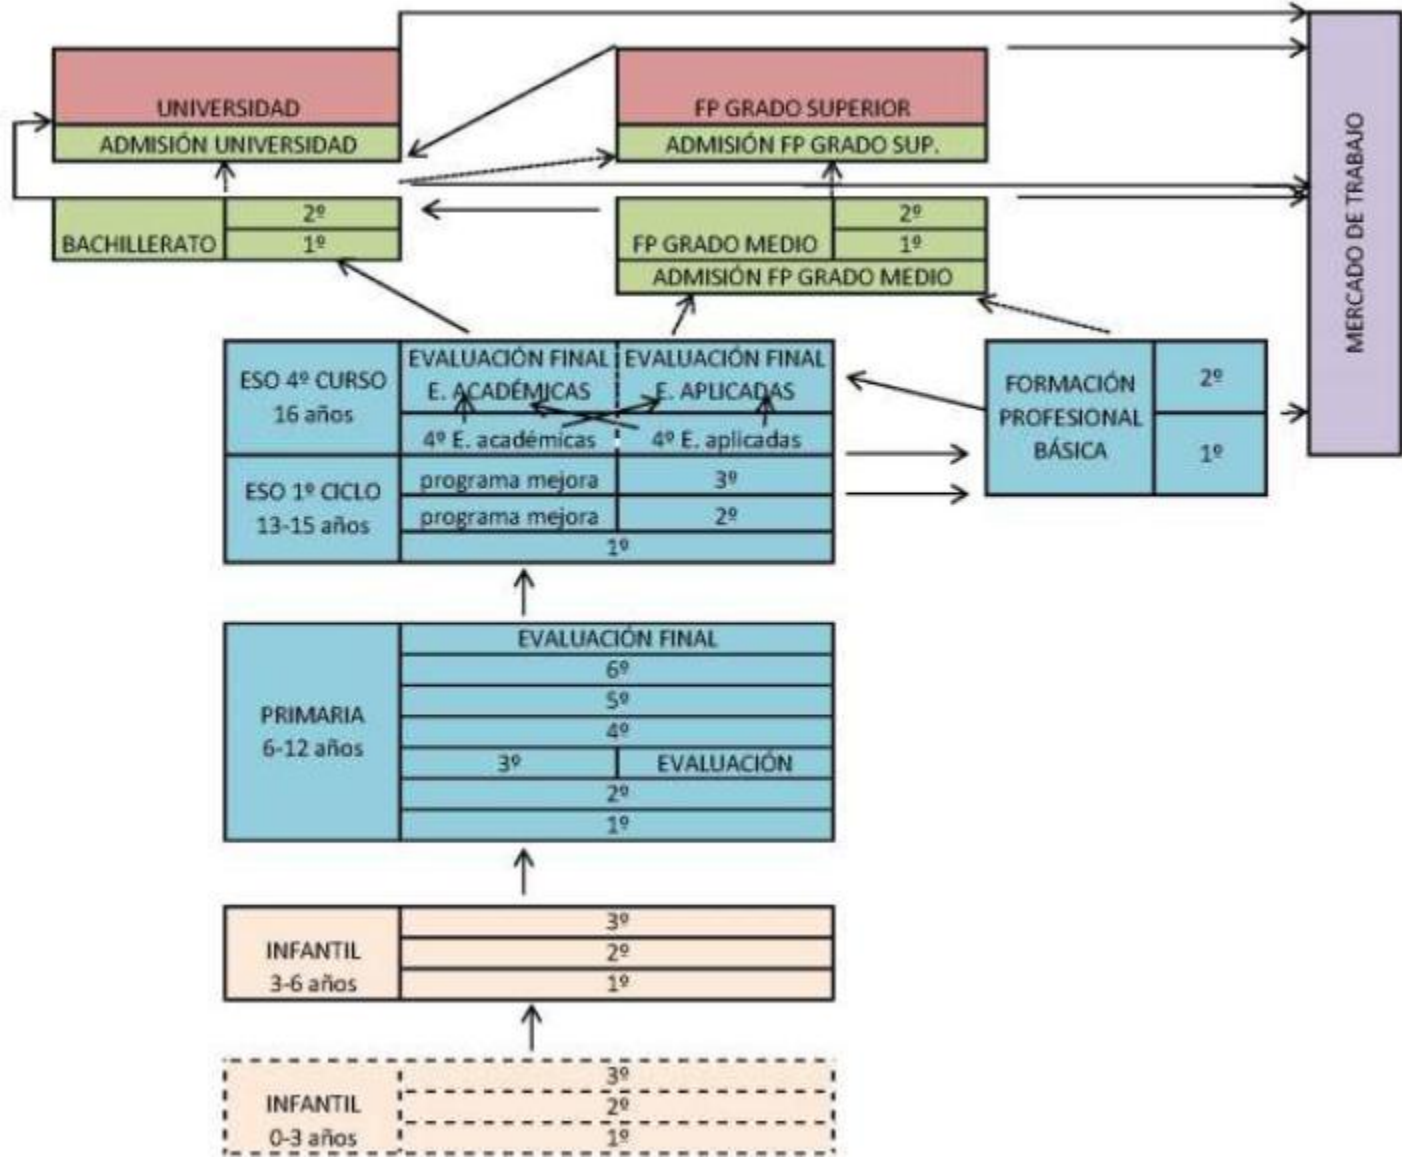 UNIVERSIDAD
ADMISIÓN UNIVERSIDAD
FP GRADO SUPERIOR
ADMISIÓN FP GRADO SUP.
MERCADO DE TRABAJO
BACHILLERATO
2º
1º
FP GRADO MEDIO
2º
1º
ADMISIÓN FP GRADO MEDIO
ESO 4º CURSO
16 años
EVALUACIÓN FINAL
E. ACADÉMICAS
EVALUACIÓN FINAL
E. APLICADAS
4º E. académicas
4º E. aplicadas
FORMACIÓN
PROFESIONAL
BÁSICA
2º
1º
ESO 1º CICLO
13-15 años
programa mejora
3º
programa mejora
2º
1º
PRIMARIA
6-12 años
EVALUACIÓN FINAL
6º
5º
4º
3º
EVALUACIÓN
2º
1º
INFANTIL
3-6 años
3º
2º
1º
INFANTIL
0-3 años
3º
2º
1º